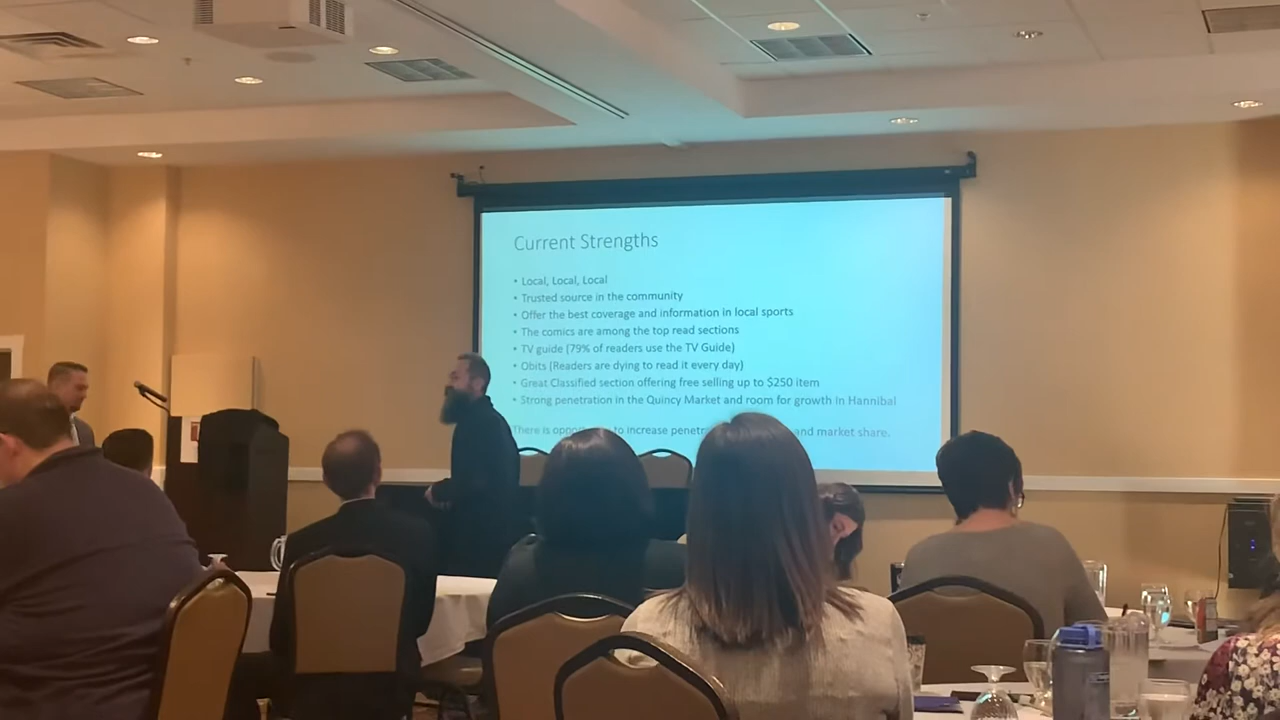 Current Strengths
• Local, Local, Local
• Trusted source in the community
• Offer the best coverage and information in local sports
• The comics are among the top read sections
• TV guide (79% of readers use the TV Guide)
• Obits (Readers are dying to read it every day)
• Great Classified section offering free selling up to $250 item
• Strong penetration in the Quincy Market and room for growth in Hannibal
There is to increase and market share.